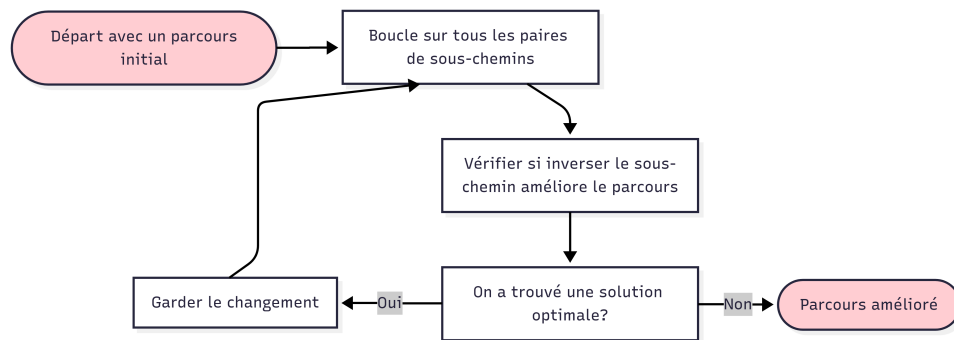 Départ avec un parcours
initial
Boucle sur tous les paires
de sous-chemins
Vérifier si inverser le sous-
chemin améliore le parcours
On a trouvé une solution
optimale?
Oui
Garder le changement
Non
Parcours amélioré